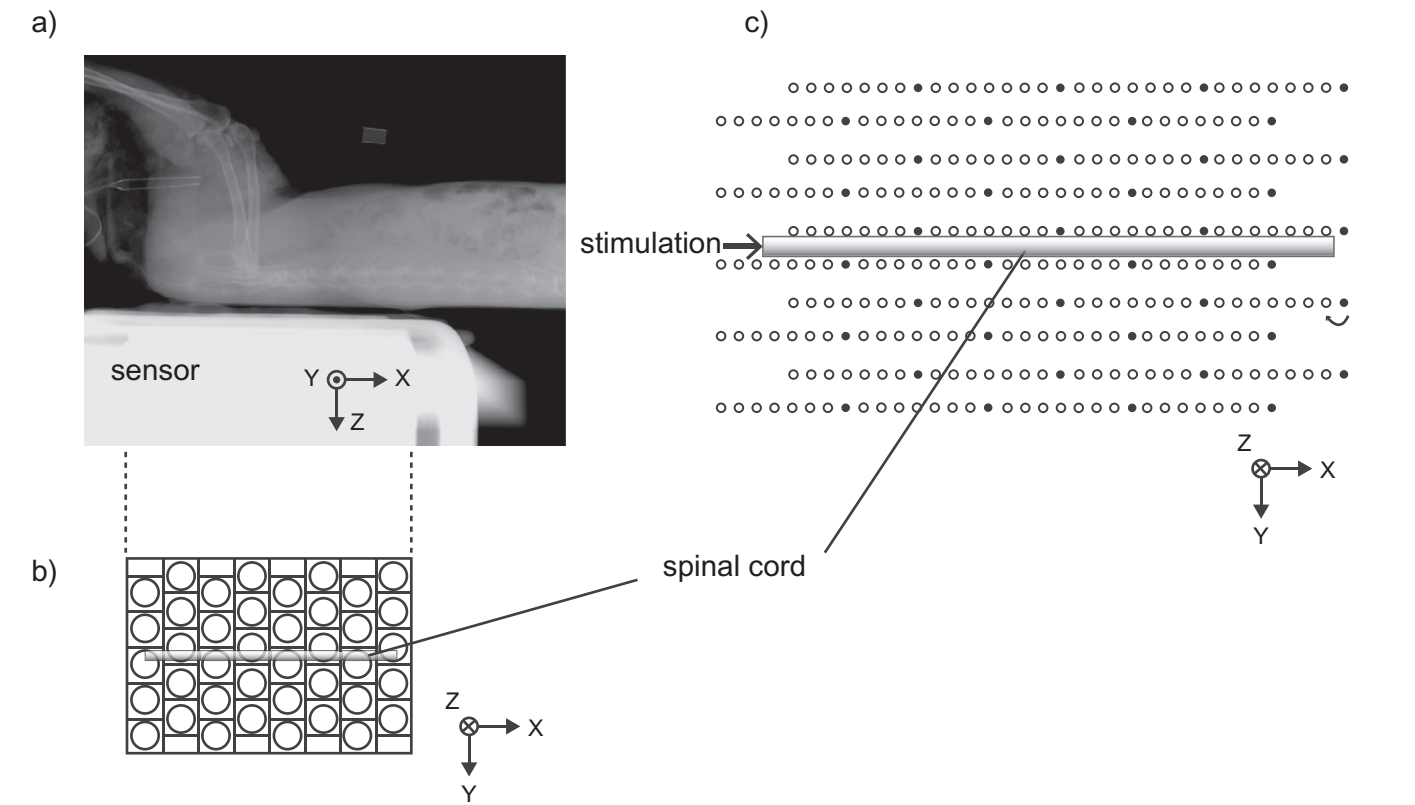 a)
c)
stimulation
sensor
Y
X
Z
Z
X
Y
spinal cord
b)
Z
X
Y